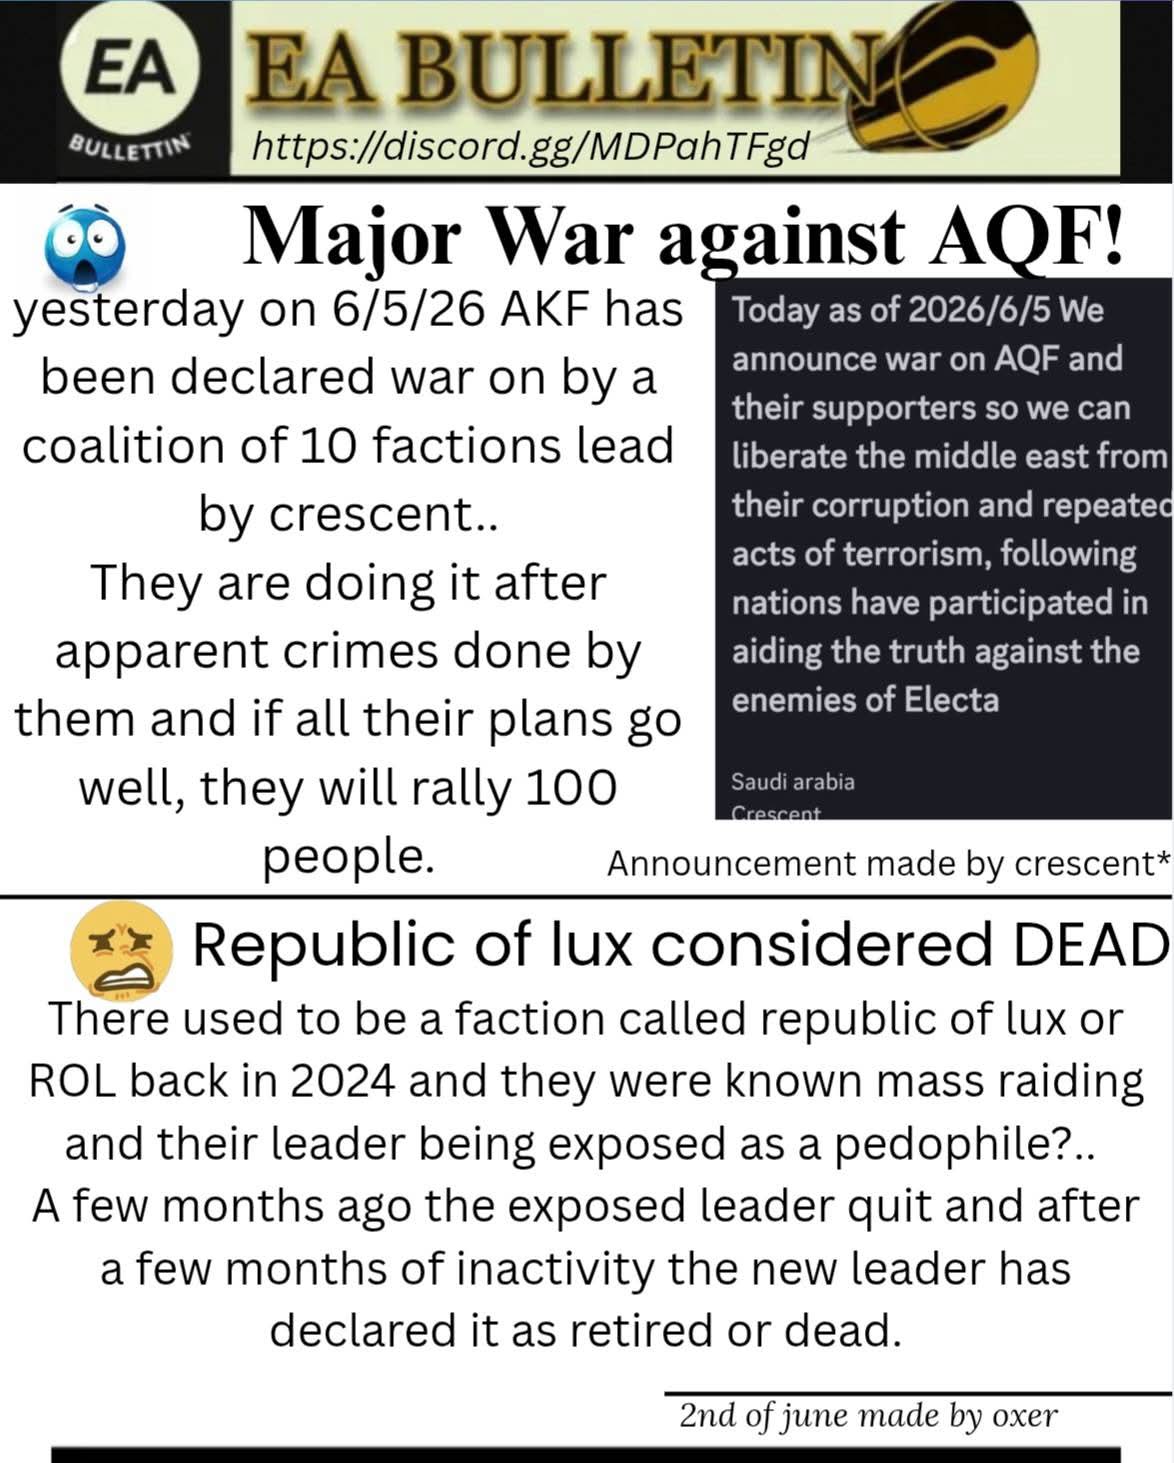 EA
BULLETTIN
EA BULLETIN
https://discord.gg/MDPahTFgd
Major War against AQF!
yesterday on 6/5/26 AKF has
been declared war on by a
coalition of 10 factions lead
by crescent..
They are doing it after
apparent crimes done by
them and if all their plans go
well, they will rally 100
people.
Today as of 2026/6/5 We
announce war on AQF and
their supporters so we can
liberate the middle east from
their corruption and repeated
acts of terrorism, following
nations have participated in
aiding the truth against the
enemies of Electa
Saudi arabia
Crescent
Announcement made by crescent*
Republic of lux considered DEAD
There used to be a faction called republic of lux or
ROL back in 2024 and they were known mass raiding
and their leader being exposed as a pedophile?..
A few months ago the exposed leader quit and after
a few months of inactivity the new leader has
declared it as retired or dead.
2nd of june made by oxer